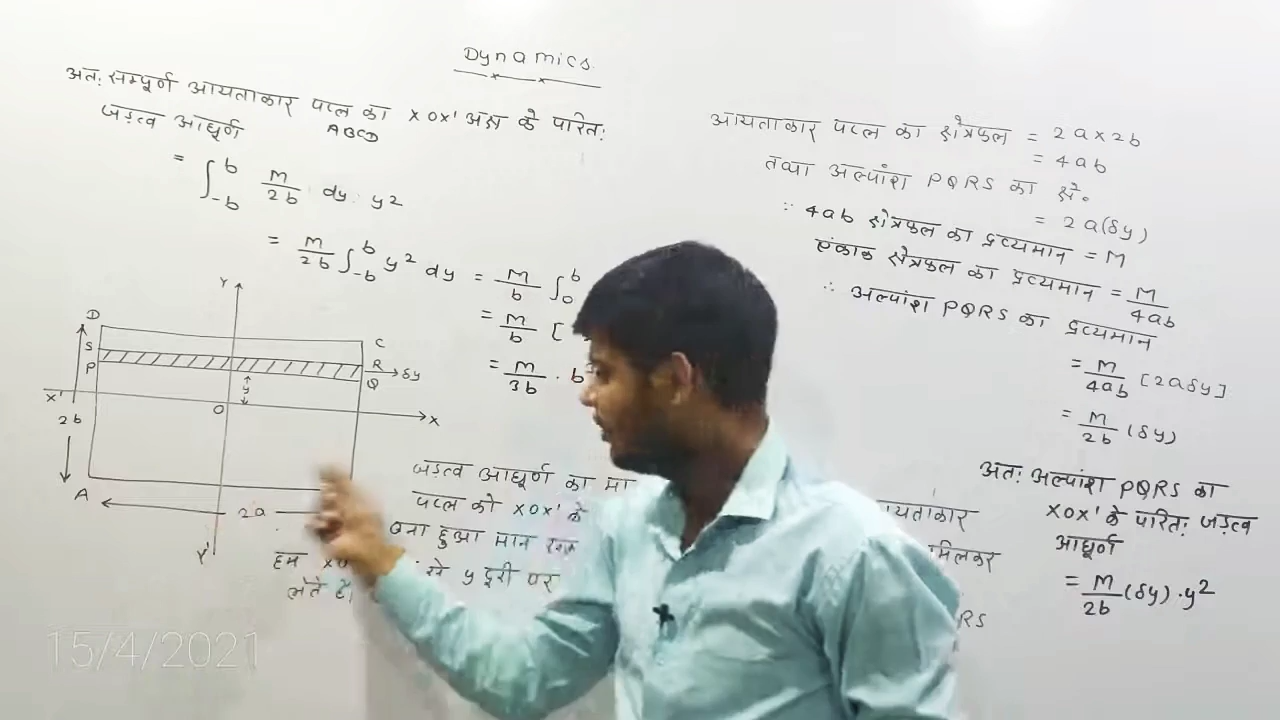 Dynamics
अतः सम्पूर्ण आयताकार पटल का XOX' अक्ष के परितः
ABCD
जड़त्व आघूर्ण
= ∫_{-b}^{b} M/2b dy. y²
= M/2b ∫_{-b}^{b} y² dy = M/b ∫_{0}^{b}
= M/b [
= M/3b . b
Y
D
C
S
R
δy
P
Q
y
X'
O
X
2b
A
2a
Y'
जड़त्व आघूर्ण का मा
पटल को XOX' के
बना हुआ मान
हम XO से y दूरी पर
लेते हैं।
आयताकार
मिलकर
RS
आयताकार पटल का क्षेत्रफल = 2a×2b
= 4ab
तथा अल्पांश PQRS का क्षे०
= 2a(δy)
∵ 4ab क्षेत्रफल का द्रव्यमान = M
एकांक क्षेत्रफल का द्रव्यमान = M/4ab
∴ अल्पांश PQRS का द्रव्यमान
= M/4ab [2aδy]
= M/2b (δy)
अतः अल्पांश PQRS का
XOX' के परितः जड़त्व
आघूर्ण
= M/2b (δy) . y²
15/4/2021